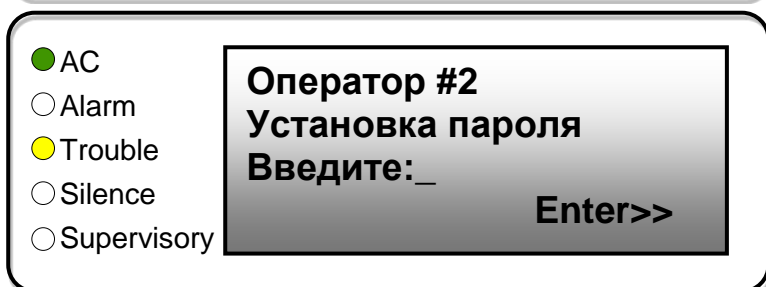 AC
Alarm
Trouble
Silence
Supervisory
Оператор #2
Установка пароля
Введите:_
Enter>>